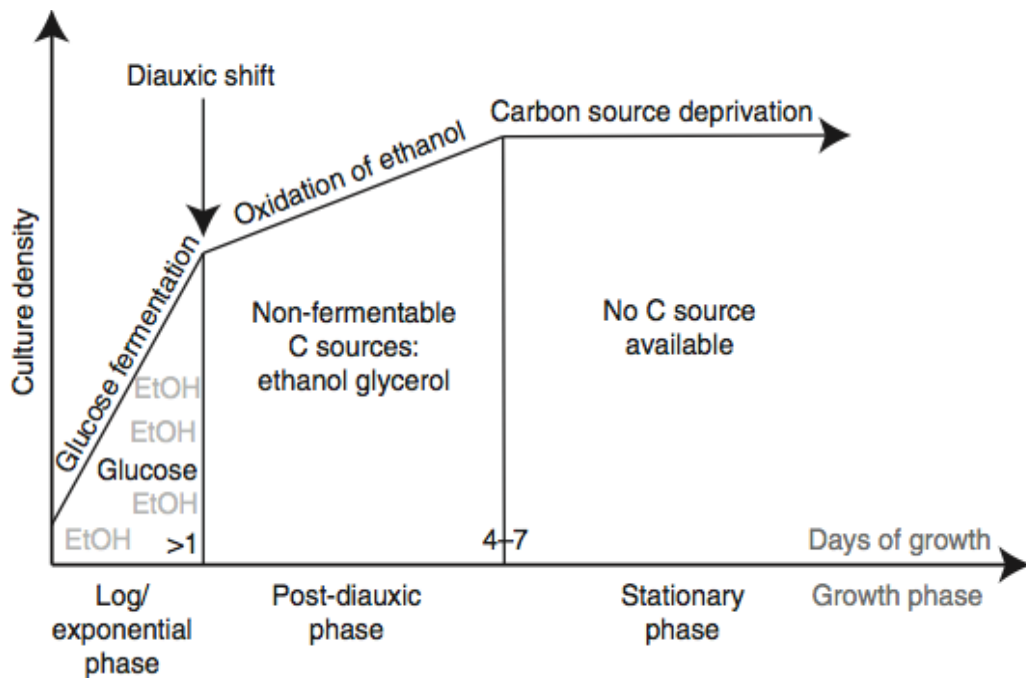 Diauxic shift
Carbon source deprivation
Oxidation of ethanol
Culture density
Glucose fermentation
Non-fermentable
C sources:
ethanol glycerol
No C source
available
EtOH
EtOH
Glucose
EtOH
EtOH
>1
4–7
Days of growth
Log/
exponential
phase
Post-diauxic
phase
Stationary
phase
Growth phase